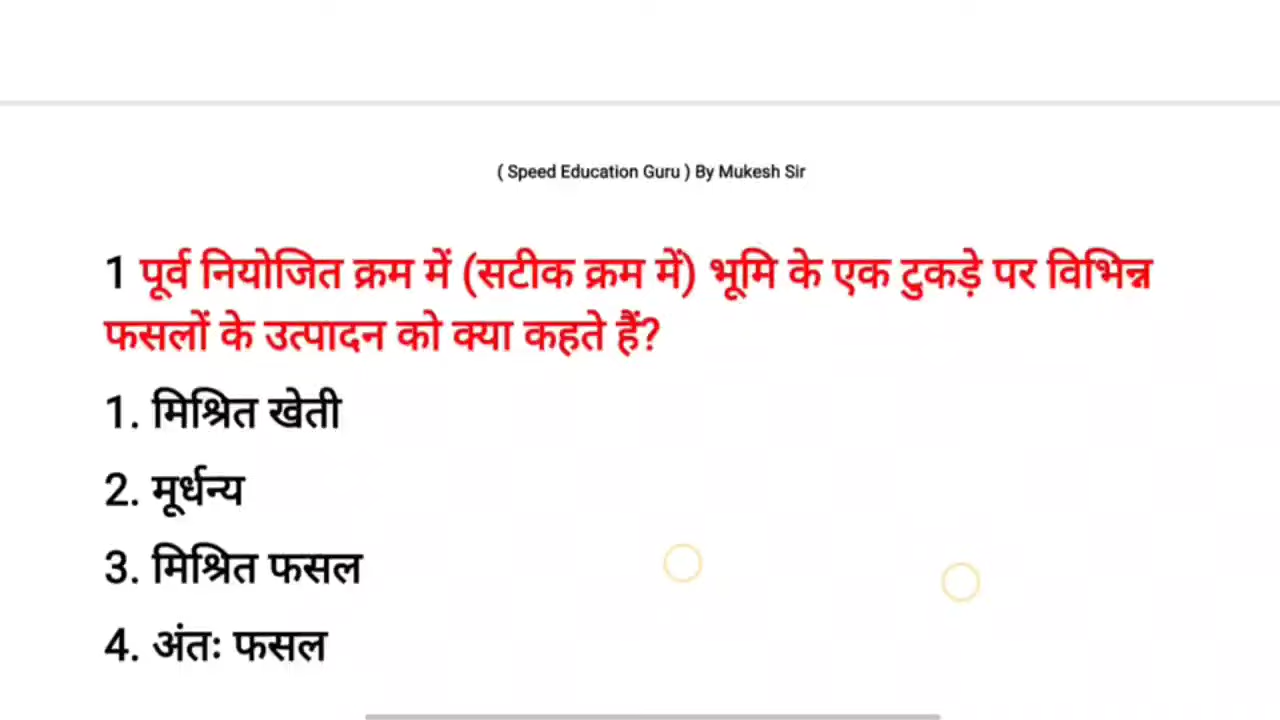 ( Speed Education Guru ) By Mukesh Sir
1 पूर्व नियोजित क्रम में (सटीक क्रम में) भूमि के एक टुकड़े पर विभिन्न
फसलों के उत्पादन को क्या कहते हैं?
1. मिश्रित खेती
2. मूर्धन्य
3. मिश्रित फसल
4. अंतः फसल